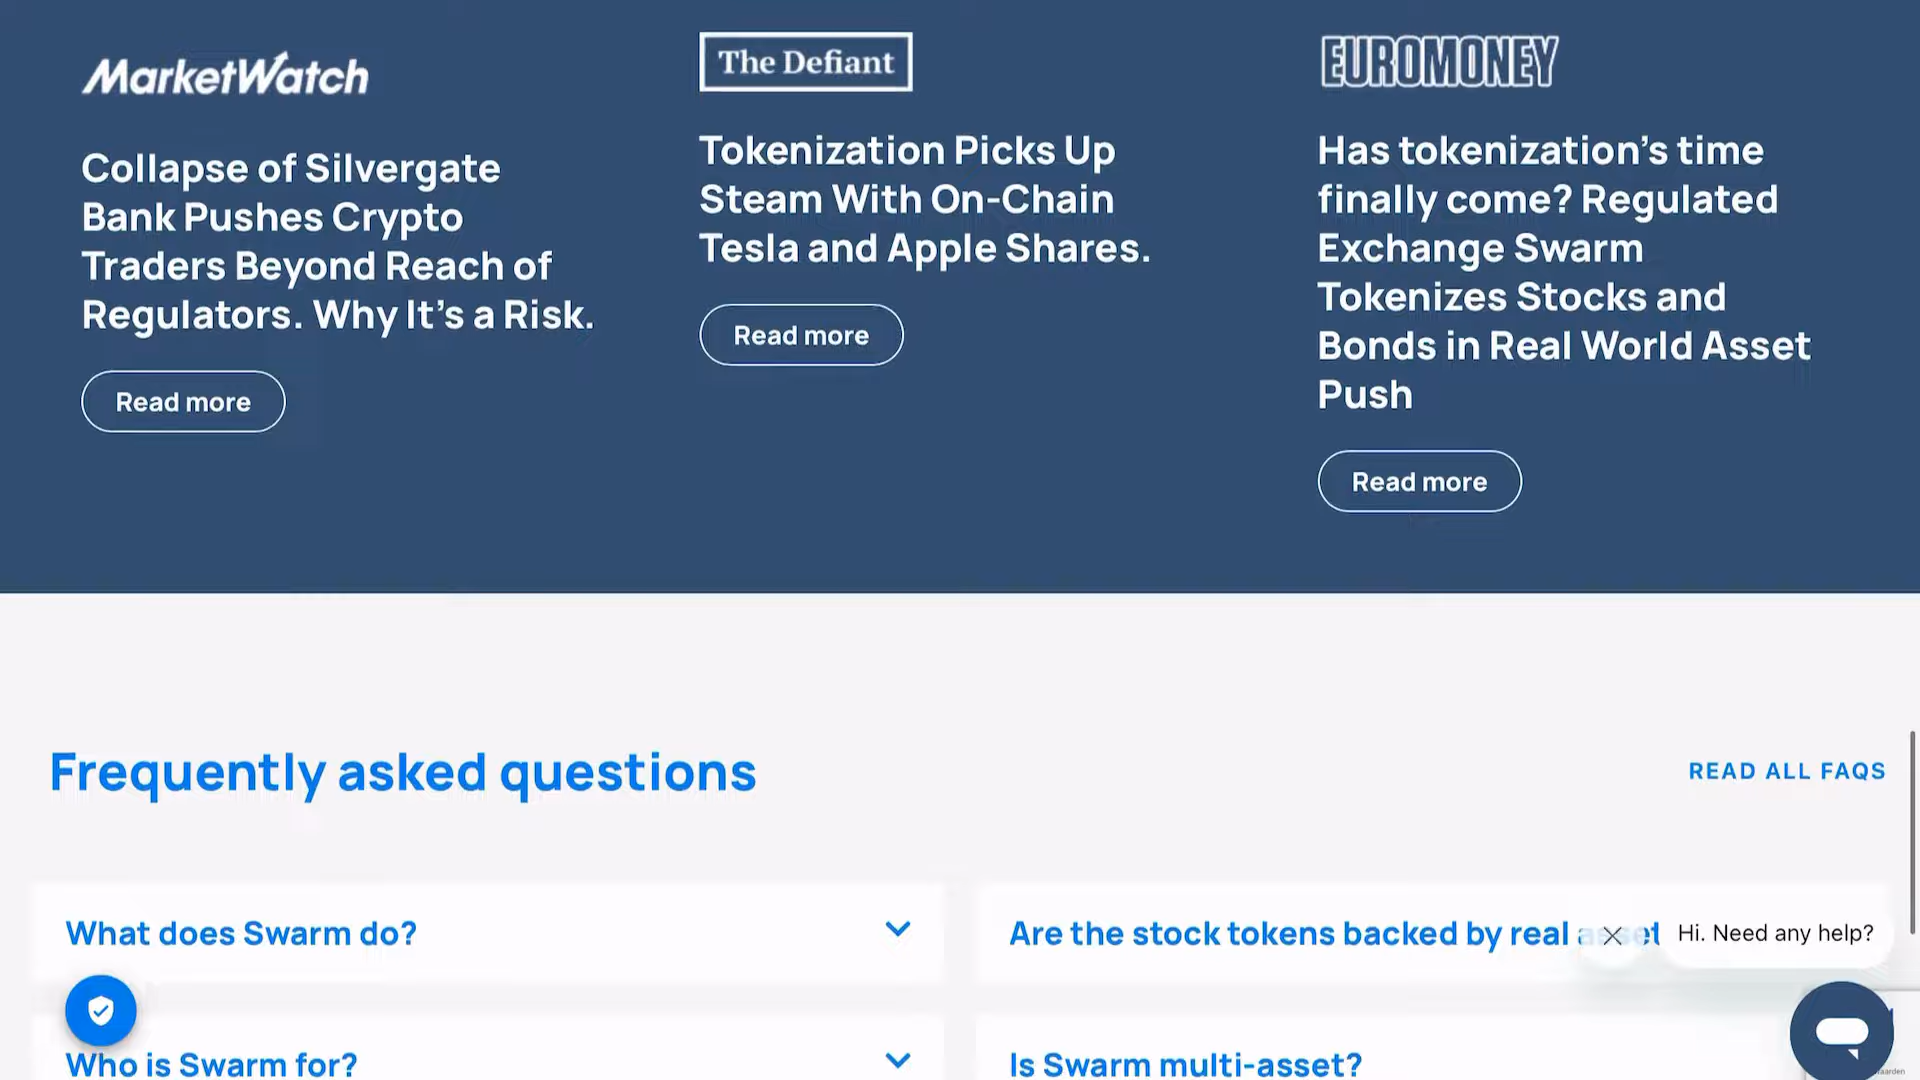 MarketWatch
Collapse of Silvergate
Bank Pushes Crypto
Traders Beyond Reach of
Regulators. Why It’s a Risk.
Read more
The Defiant
Tokenization Picks Up
Steam With On-Chain
Tesla and Apple Shares.
Read more
EUROMONEY
Has tokenization’s time
finally come? Regulated
Exchange Swarm
Tokenizes Stocks and
Bonds in Real World Asset
Push
Read more
Frequently asked questions
READ ALL FAQS
What does Swarm do?
Are the stock tokens backed by real
Hi. Need any help?
Who is Swarm for?
Is Swarm multi-asset?